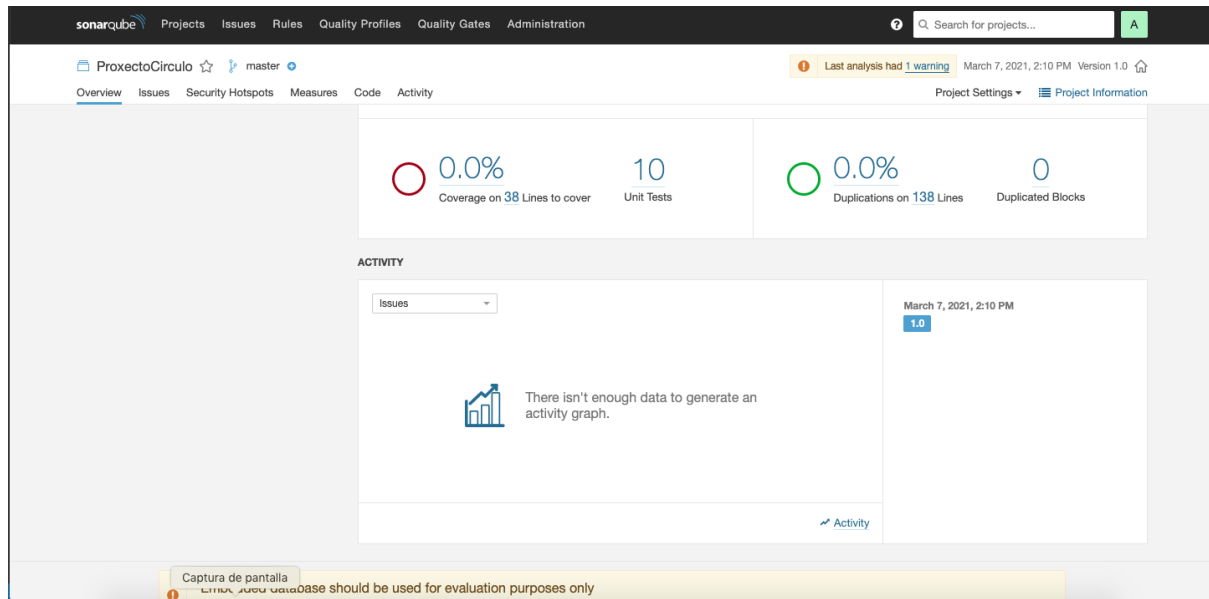 sonarqube Projects Issues Rules Quality Profiles Quality Gates Administration ? Search for projects... A
ProxectoCirculo master Last analysis had 1 warning March 7, 2021, 2:10 PM Version 1.0
Overview Issues Security Hotspots Measures Code Activity Project Settings Project Information
0.0% 10 0.0% 0
Coverage on 38 Lines to cover Unit Tests Duplications on 138 Lines Duplicated Blocks
ACTIVITY
Issues March 7, 2021, 2:10 PM
1.0
There isn't enough data to generate an
activity graph.
Activity
Captura de pantalla
Embedded database should be used for evaluation purposes only